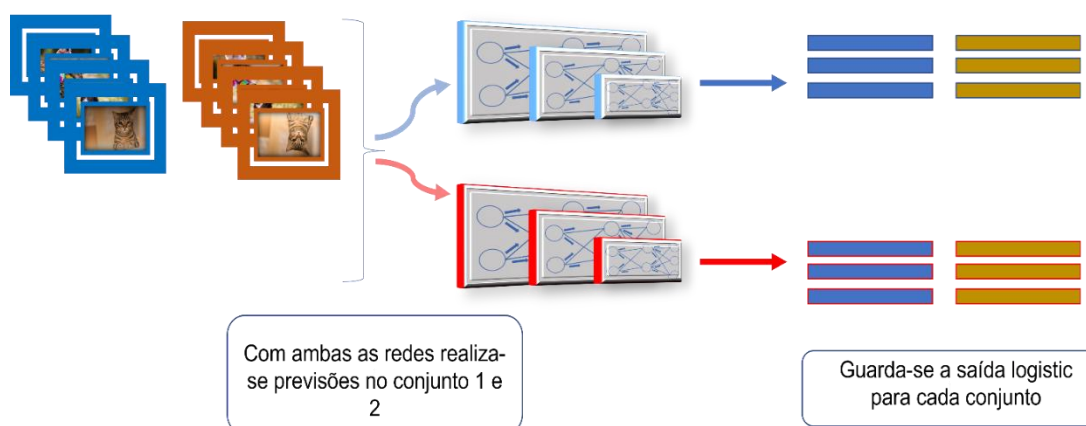 Com ambas as redes realiza-
se previsões no conjunto 1 e
2
Guarda-se a saída logistic
para cada conjunto